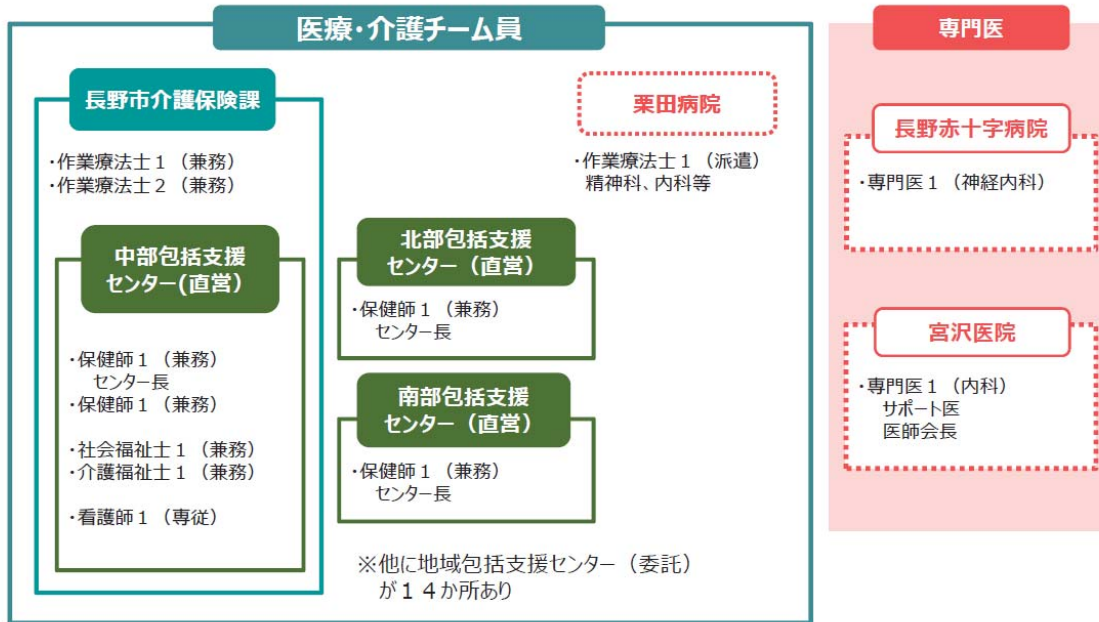 医療・介護チーム員
長野市介護保険課
・作業療法士１（兼務）
・作業療法士２（兼務）
中部包括支援
センター(直営）
・保健師１（兼務）
センター長
・保健師１（兼務）
・社会福祉士１（兼務）
・介護福祉士１（兼務）
・看護師１（専従）
栗田病院
・作業療法士１（派遣）
精神科、内科等
北部包括支援
センター（直営）
・保健師１（兼務）
センター長
南部包括支援
センター（直営）
・保健師１（兼務）
センター長
※他に地域包括支援センター（委託）
が１４か所あり
専門医
長野赤十字病院
・専門医１（神経内科）
宮沢医院
・専門医１（内科）
サポート医
医師会長